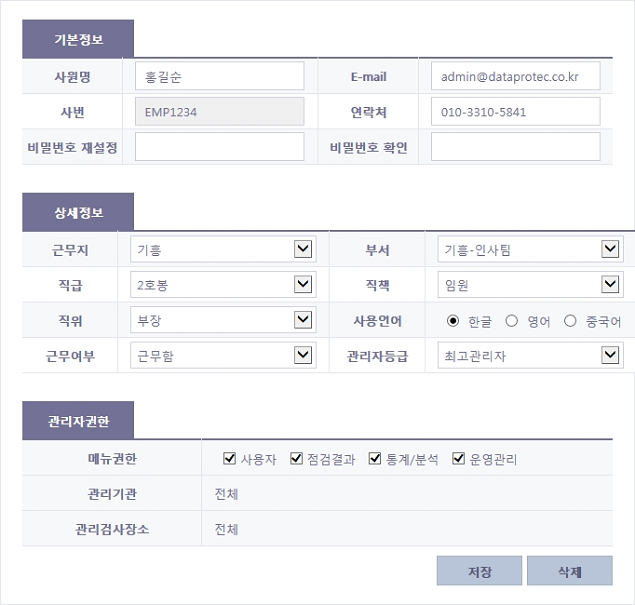 기본정보
사원명 홍길순 E-mail admin@dataprotec.co.kr
사번 EMP1234 연락처 010-3310-5841
비밀번호 재설정 비밀번호 확인
상세정보
근무지 기흥 부서 기흥-인사팀
직급 2호봉 직책 임원
직위 부장 사용언어 한글 영어 중국어
근무여부 근무함 관리자등급 최고관리자
관리자권한
메뉴권한 사용자 점검결과 통계/분석 운영관리
관리기관 전체
관리검사장소 전체
저장 삭제